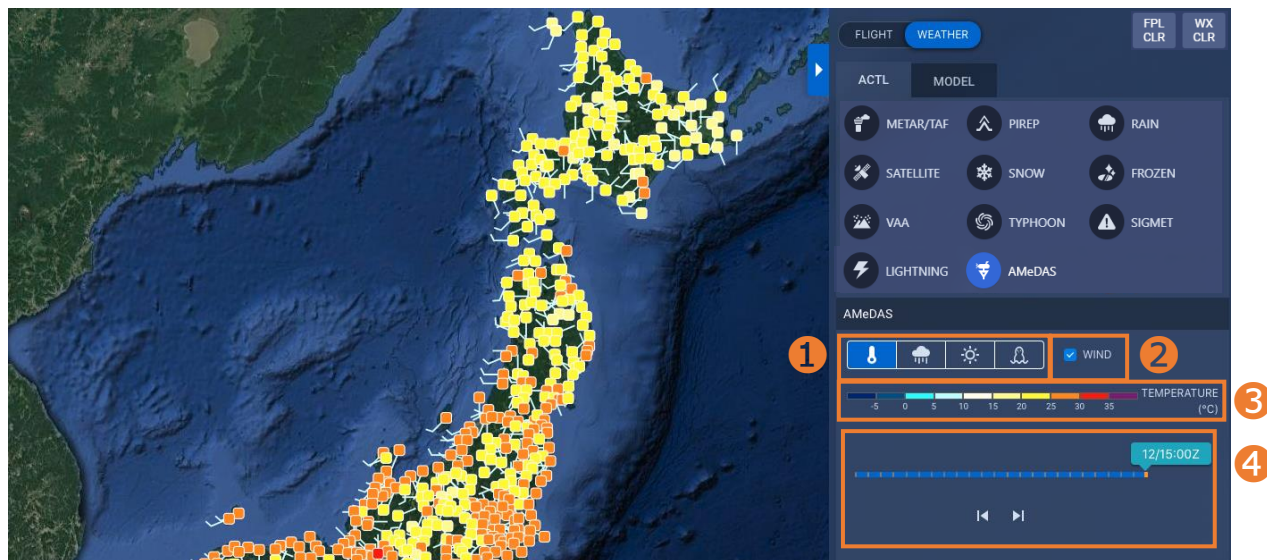 FLIGHT WEATHER
FPL CLR
WX CLR
ACTL MODEL
METAR/TAF PIREP RAIN
SATELLITE SNOW FROZEN
VAA TYPHOON SIGMET
LIGHTNING AMeDAS
AMeDAS
1 WIND 2
TEMPERATURE
-5 0 5 10 15 20 25 30 35 (°C) 3
12/15:00Z 4